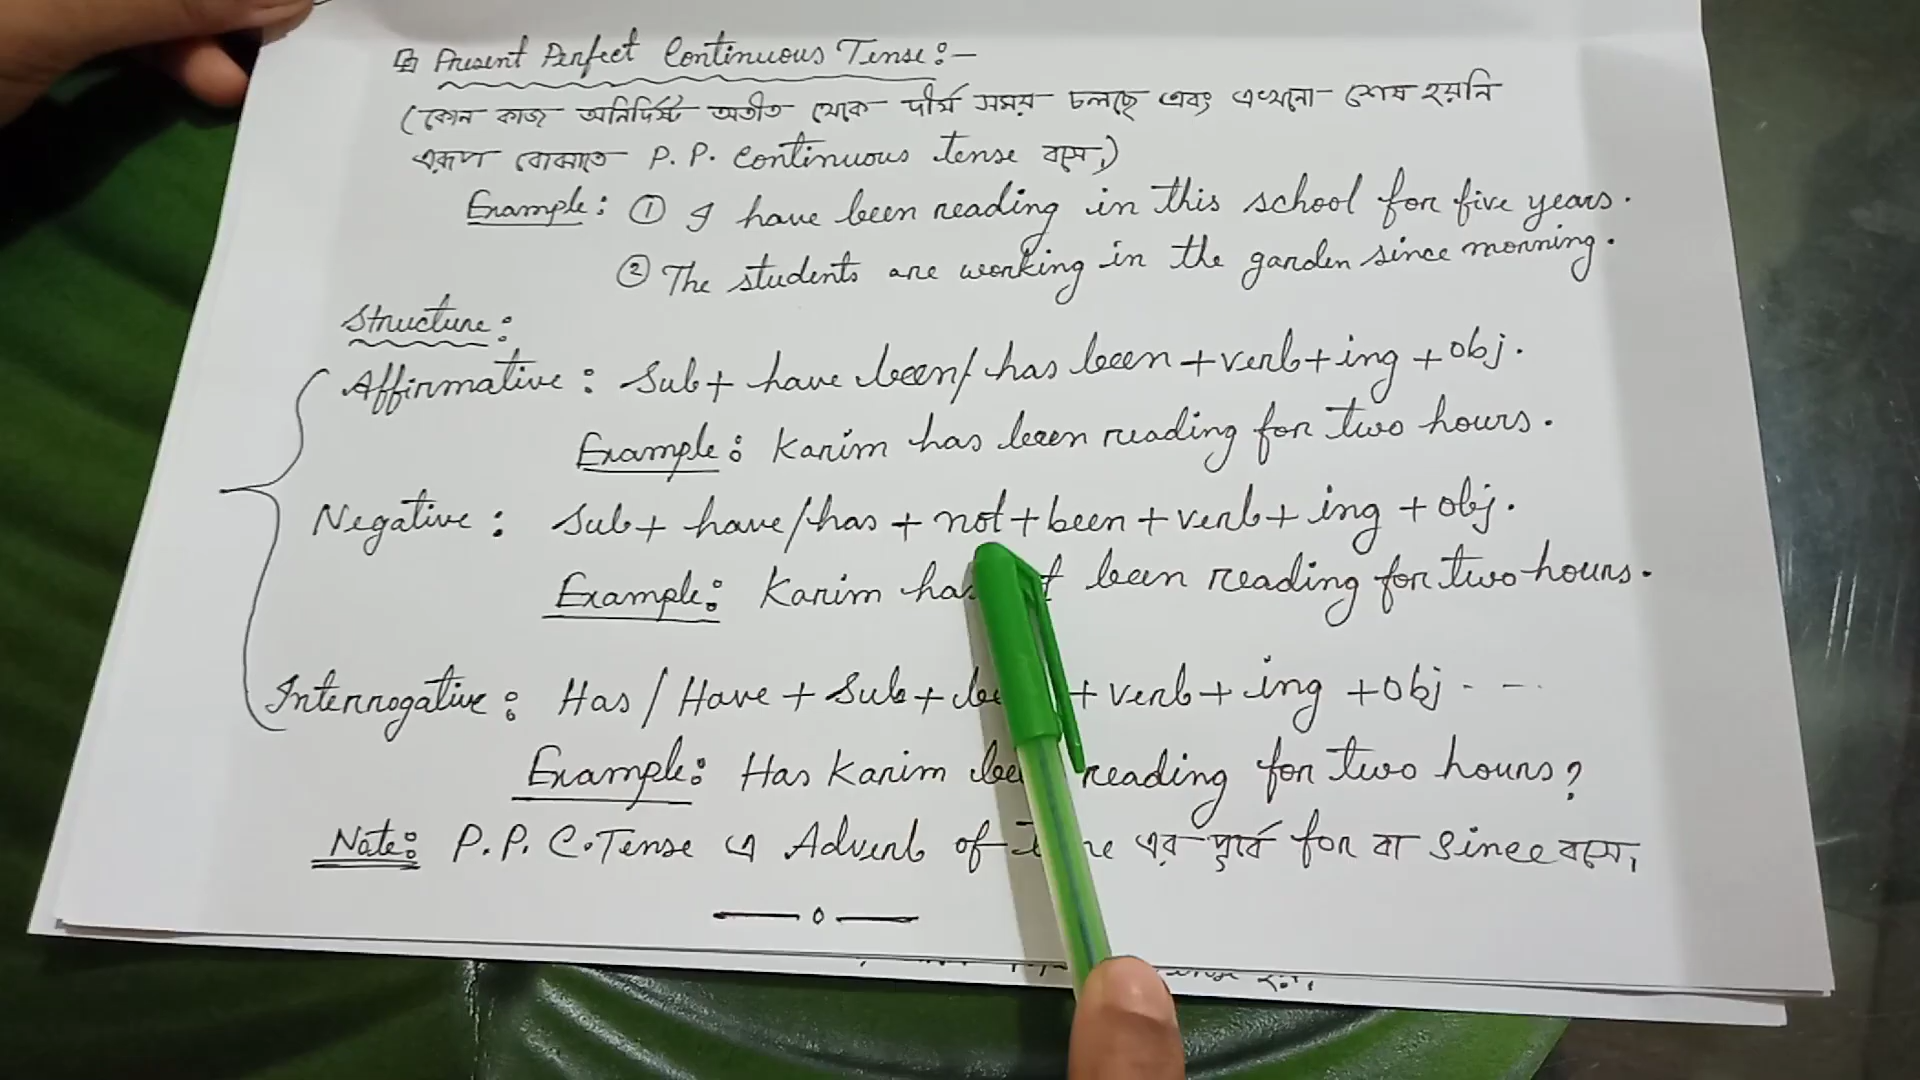 Present Perfect Continuous Tense:-
(কোন কাজ অনির্দিষ্ট অতীত থেকে দীর্ঘ সময় চলছে এবং এখনো শেষ হয়নি
এরূপ বোঝাতে P. P. Continuous tense বসে।)
Example: ① I have been reading in this school for five years.
② The students are working in the garden since morning.
Structure:
Affirmative: Sub + have been/has been + verb + ing + obj.
Example: Karim has been reading for two hours.
Negative: Sub + have/has + not + been + verb + ing + obj.
Example: Karim has been reading for two hours.
Interrogative: Has / Have + Sub + + verb + ing + obj - - -
Example: Has Karim reading for two hours?
Note: P.P.C.Tense এ Adverb of এর পূর্বে for বা since বসে।
—— o ——